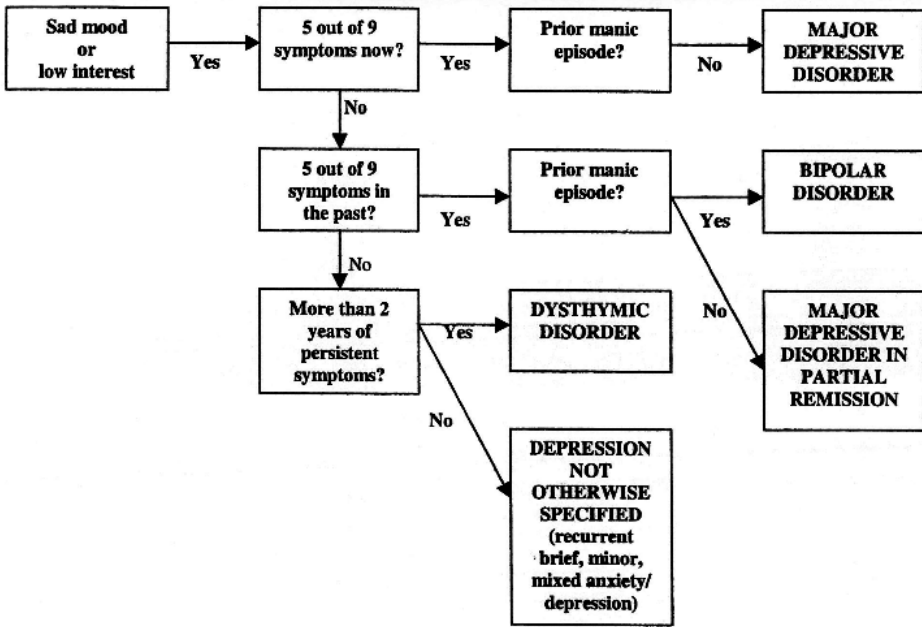 Sad mood
or
low interest
Yes
5 out of 9
symptoms now?
Yes
Prior manic
episode?
No
MAJOR
DEPRESSIVE
DISORDER
No
5 out of 9
symptoms in
the past?
Yes
Prior manic
episode?
Yes
BIPOLAR
DISORDER
No
No
MAJOR
DEPRESSIVE
DISORDER IN
PARTIAL
REMISSION
More than 2
years of
persistent
symptoms?
Yes
DYSTHYMIC
DISORDER
No
DEPRESSION
NOT
OTHERWISE
SPECIFIED
(recurrent
brief, minor,
mixed anxiety/
depression)